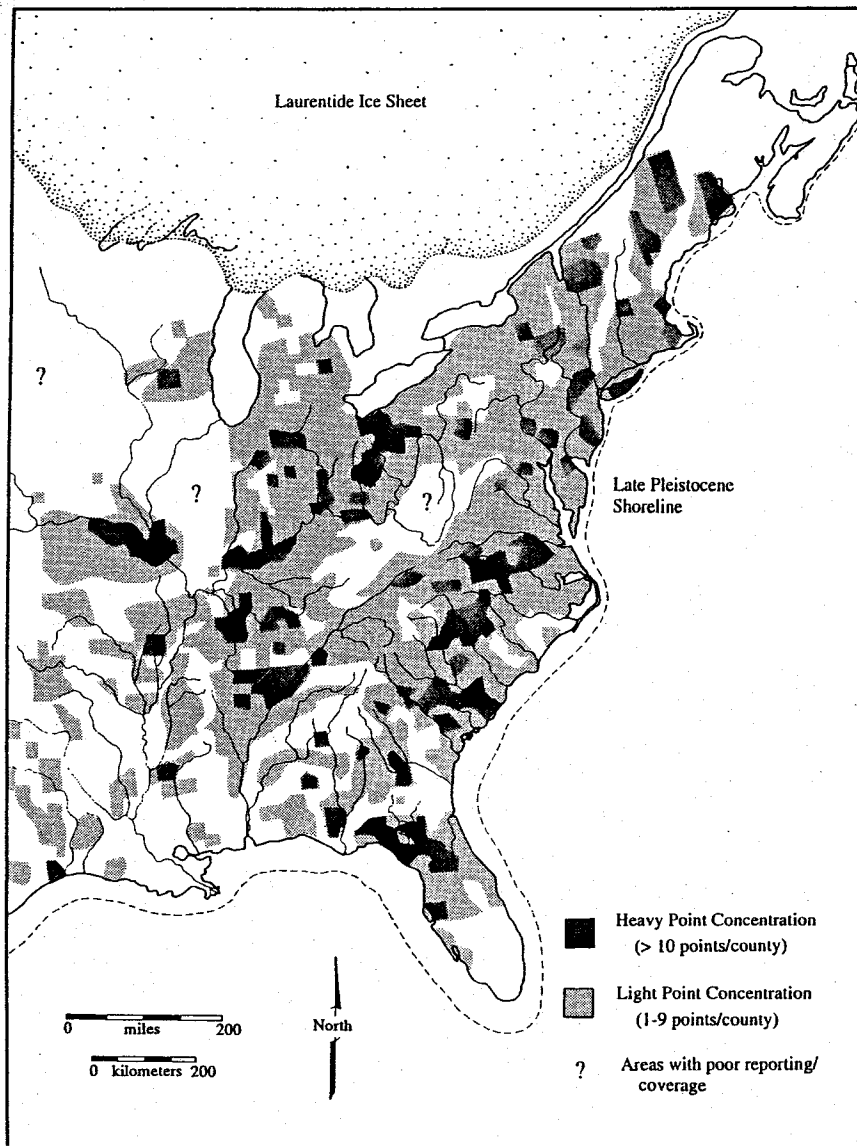 Laurentide Ice Sheet
?
?
?
Late Pleistocene
Shoreline
Heavy Point Concentration
(> 10 points/county)
Light Point Concentration
(1-9 points/county)
? Areas with poor reporting/
coverage
0 miles 200
0 kilometers 200
North